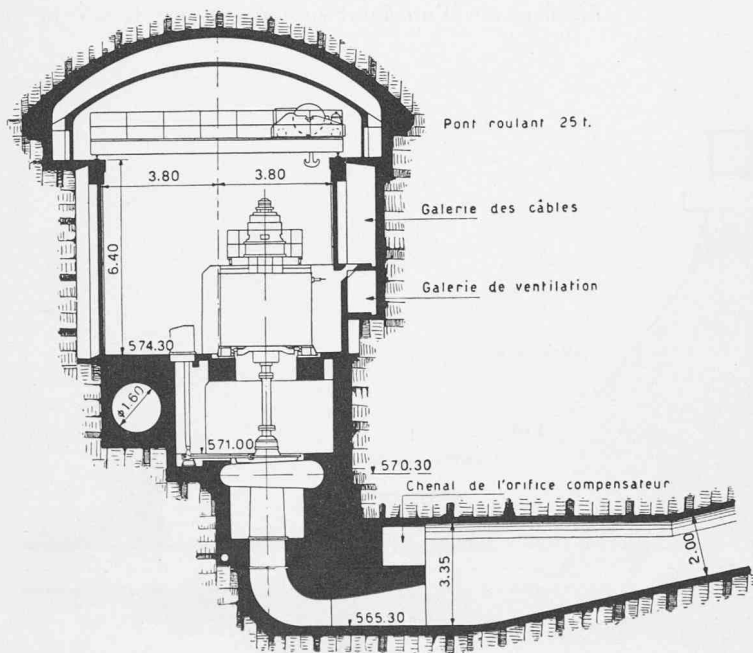 Pont roulant 25 t.
3.80 3.80
Galerie des câbles
6.40
Galerie de ventilation
574.30
ø1.60
571.00
570.30
Chenal de l'orifice compensateur
3.35
2.00
565.30